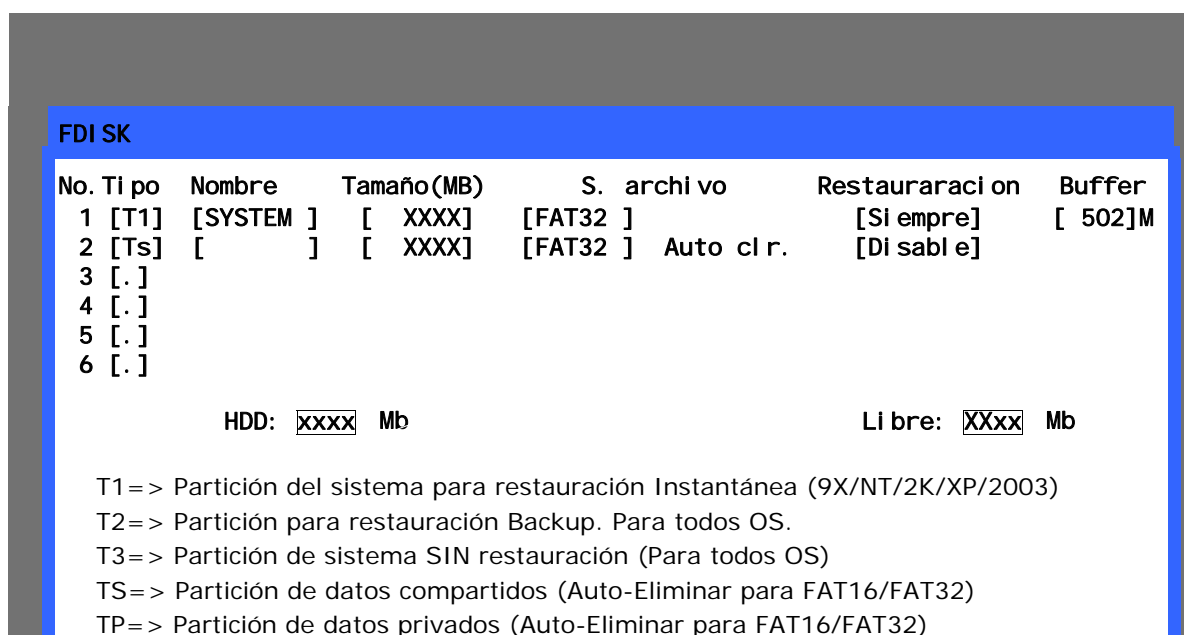 FDISK
No. Tipo Nombre Tamaño(MB) S. archivo Restauraracion Buffer
1 [T1] [SYSTEM ] [ XXXX] [FAT32 ] [Siempre] [ 502]M
2 [Ts] [ ] [ XXXX] [FAT32 ] Auto clr. [Disable]
3 [.]
4 [.]
5 [.]
6 [.]
HDD: xxxx Mb Libre: XXxx Mb
T1=> Partición del sistema para restauración Instantánea (9X/NT/2K/XP/2003)
T2=> Partición para restauración Backup. Para todos OS.
T3=> Partición de sistema SIN restauración (Para todos OS)
TS=> Partición de datos compartidos (Auto-Eliminar para FAT16/FAT32)
TP=> Partición de datos privados (Auto-Eliminar para FAT16/FAT32)